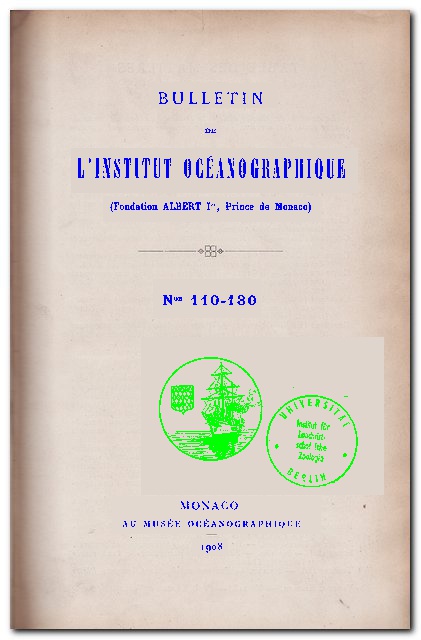 BULLETIN
DE
L'INSTITUT OCÉANOGRAPHIQUE
(Fondation ALBERT Ier, Prince de Monaco)
Nos 110-130
UNIVERSITÄT
Institut für
Zoologie
BERLIN
MONACO
AU MUSÉE OCÉANOGRAPHIQUE
1908